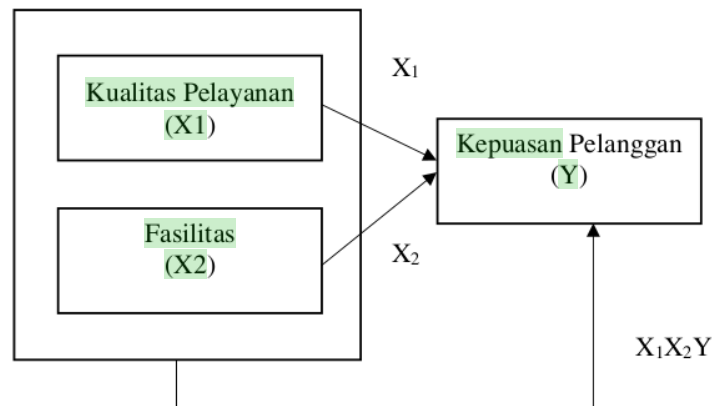 X₁
Kualitas Pelayanan
(X1)
Kepuasan Pelanggan
(Y)
Fasilitas
(X2)
X₂
X₁X₂Y